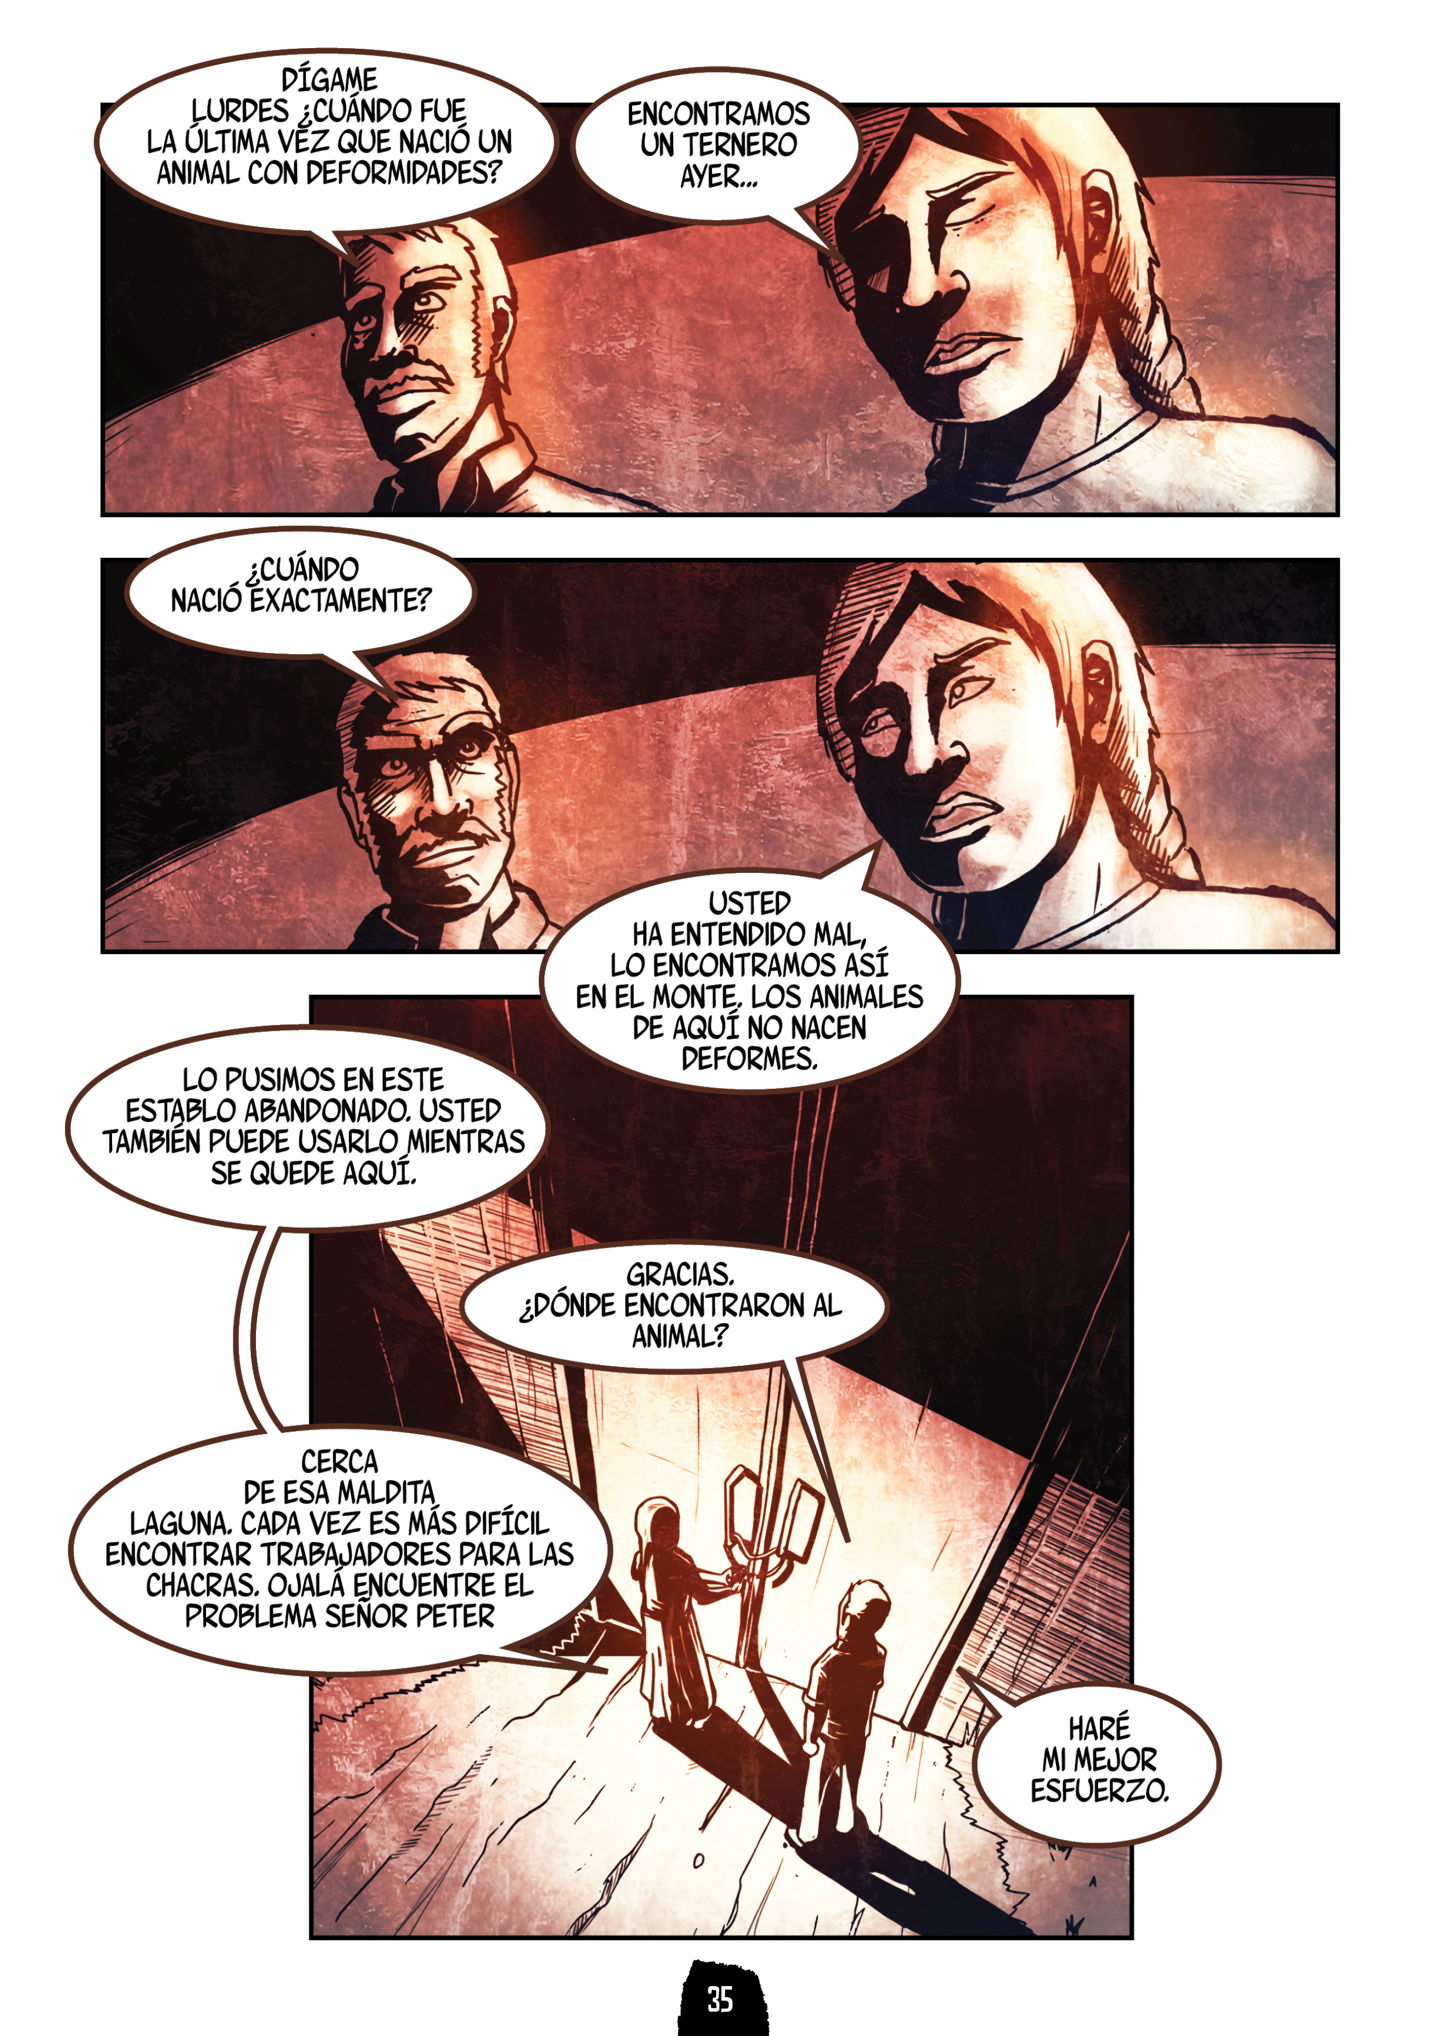 DÍGAME
LURDES ¿CUÁNDO FUE
LA ÚLTIMA VEZ QUE NACIÓ UN
ANIMAL CON DEFORMIDADES?
ENCONTRAMOS
UN TERNERO
AYER...
¿CUÁNDO
NACIÓ EXACTAMENTE?
USTED
HA ENTENDIDO MAL,
LO ENCONTRAMOS ASÍ
EN EL MONTE. LOS ANIMALES
DE AQUÍ NO NACEN
DEFORMES.
LO PUSIMOS EN ESTE
ESTABLO ABANDONADO. USTED
TAMBIÉN PUEDE USARLO MIENTRAS
SE QUEDE AQUÍ.
GRACIAS.
¿DÓNDE ENCONTRARON AL
ANIMAL?
CERCA
DE ESA MALDITA
LAGUNA. CADA VEZ ES MÁS DIFÍCIL
ENCONTRAR TRABAJADORES PARA LAS
CHACRAS. OJALÁ ENCUENTRE EL
PROBLEMA SEÑOR PETER
HARÉ
MI MEJOR
ESFUERZO.
35